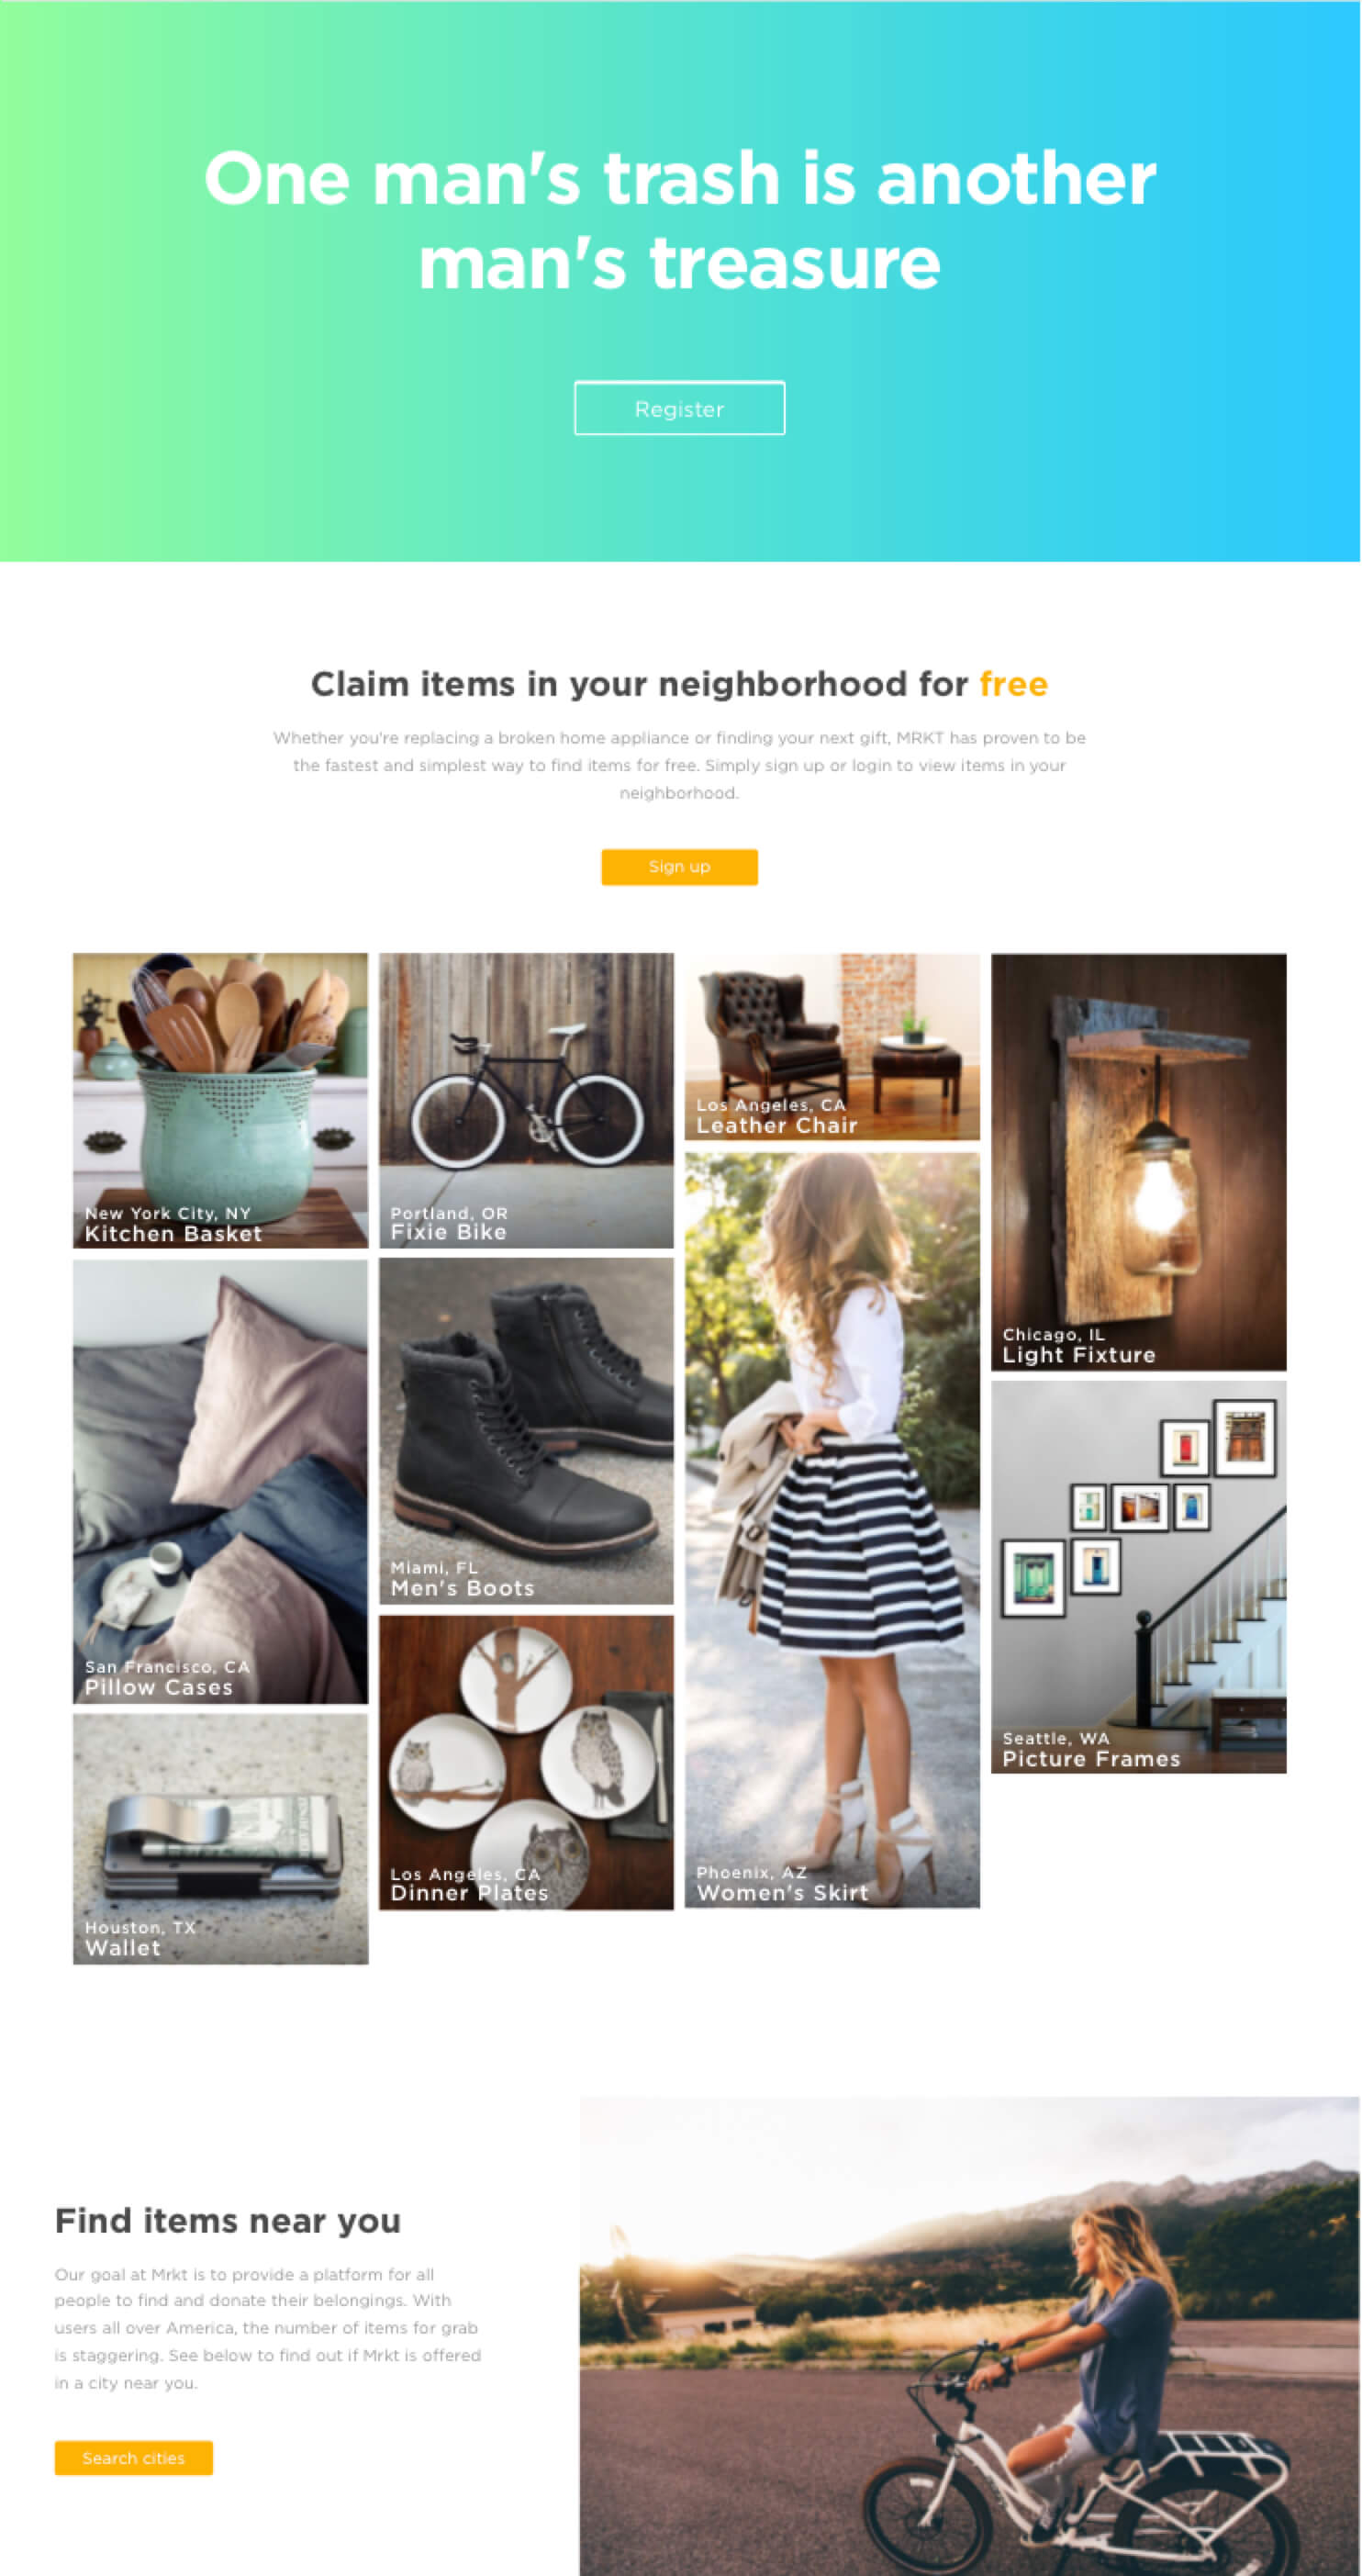 One man's trash is another
man's treasure
Register
Claim items in your neighborhood for free
Whether you're replacing a broken home appliance or finding your next gift, MRKT has proven to be
the fastest and simplest way to find items for free. Simply sign up or login to view items in your
neighborhood.
Sign up
New York City, NY
Kitchen Basket
Portland, OR
Fixie Bike
Los Angeles, CA
Leather Chair
Chicago, IL
Light Fixture
San Francisco, CA
Pillow Cases
Miami, FL
Men's Boots
Phoenix, AZ
Women's Skirt
Seattle, WA
Picture Frames
Houston, TX
Wallet
Los Angeles, CA
Dinner Plates
Find items near you
Our goal at Mrkt is to provide a platform for all
people to find and donate their belongings. With
users all over America, the number of items for grab
is staggering. See below to find out if Mrkt is offered
in a city near you.
Search cities